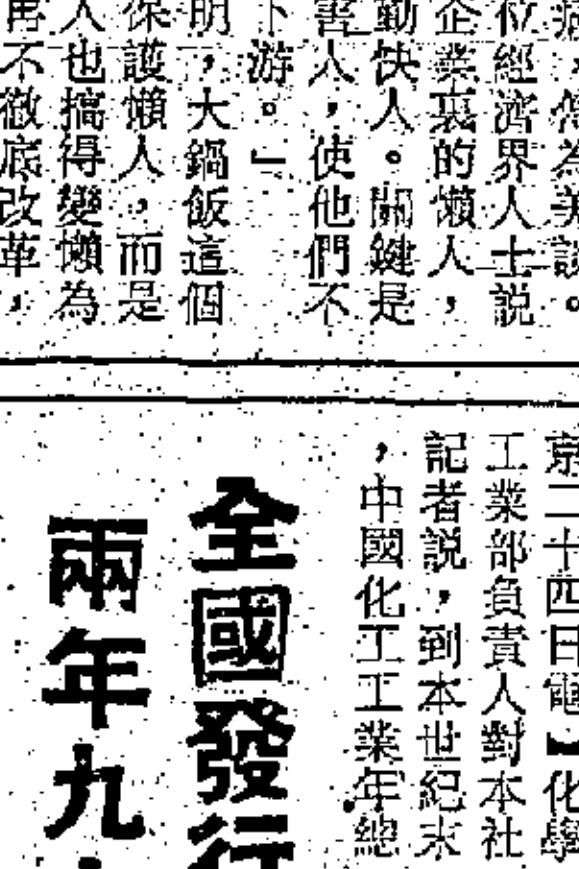 ，傳為美談。
位經濟界人士説
企業裏的懶人，
勤快人。關鍵是
人，使他們不
下游。」
明，大鍋飯這個
保護懶人，而是
人也搞得變懶為
再不徹底改革，
京二十四日電】化學
工業部負責人對本社
記者説，到本世紀末
，中國化工工業年總
全國發行
兩年九